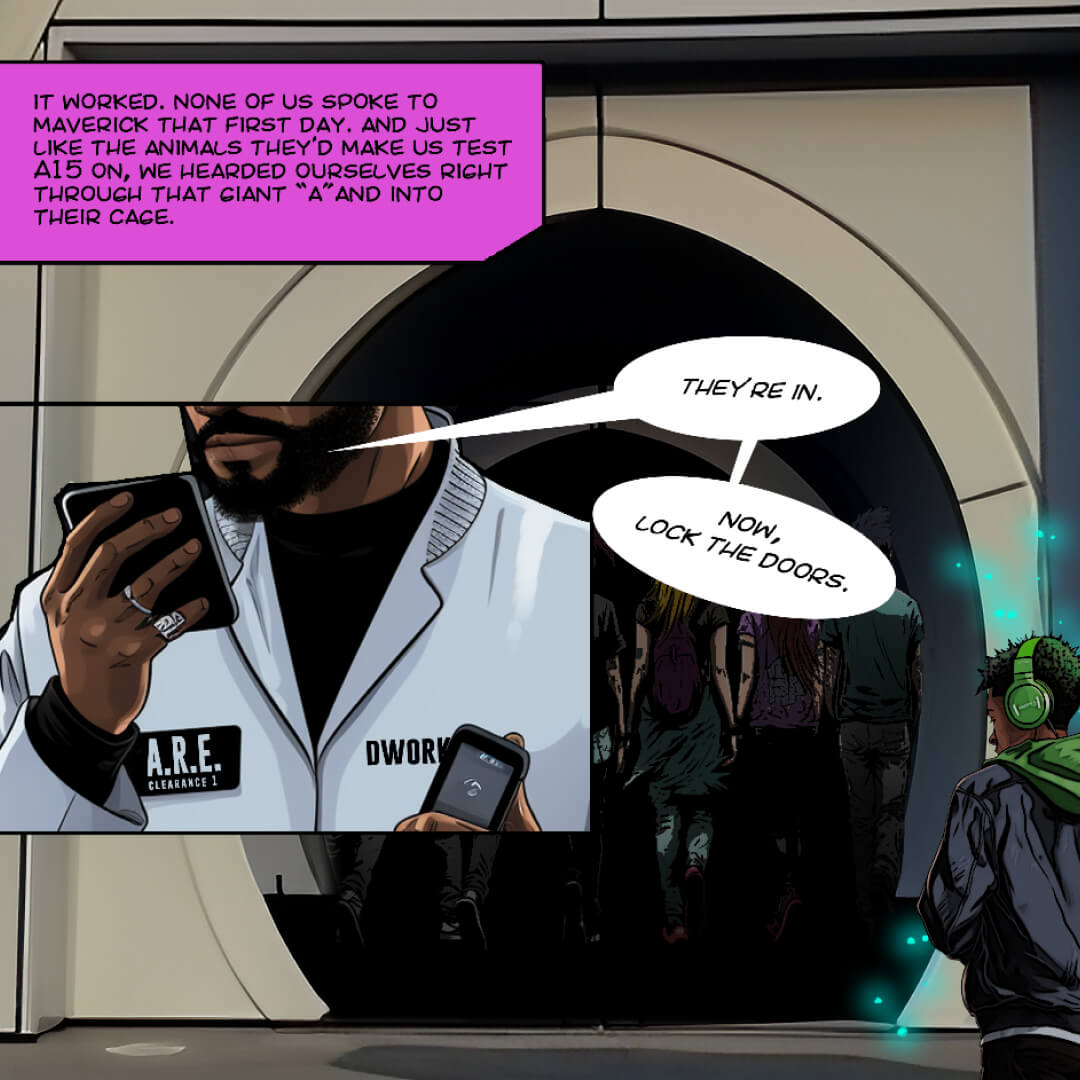 IT WORKED. NONE OF US SPOKE TO
MAVERICK THAT FIRST DAY. AND JUST
LIKE THE ANIMALS THEY'D MAKE US TEST
A15 ON, WE HEARDED OURSELVES RIGHT
THROUGH THAT GIANT "A"AND INTO
THEIR CAGE.
THEY'RE IN.
NOW,
LOCK THE DOORS.
A.R.E.
CLEARANCE 1
DWORK